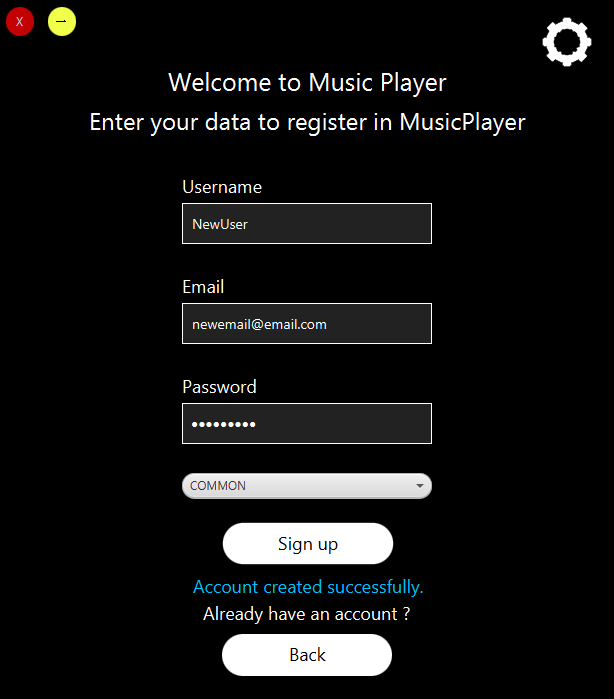 X
Welcome to Music Player
Enter your data to register in MusicPlayer
Username
NewUser
Email
newemail@email.com
Password
•••••••••
COMMON
Sign up
Account created successfully.
Already have an account ?
Back